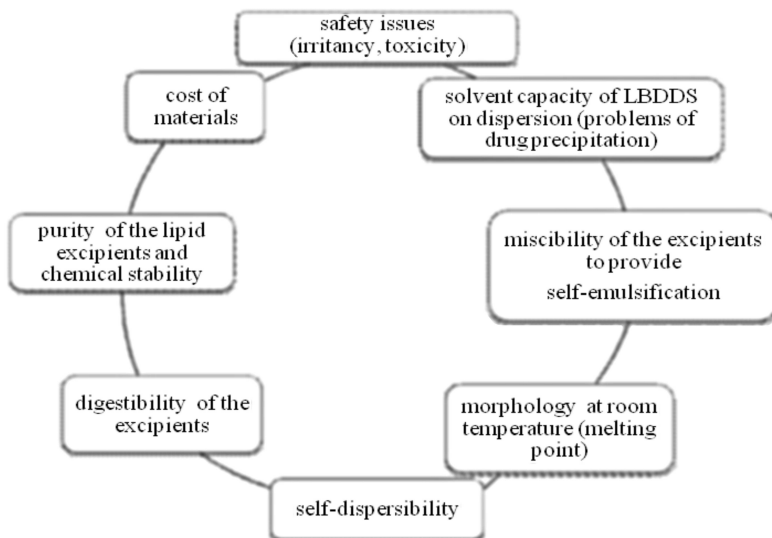 safety issues
(irritancy, toxicity)
solvent capacity of LBDDS
on dispersion (problems of
drug precipitation)
miscibility of the excipients
to provide
self-emulsification
morphology at room
temperature (melting
point)
self-dispersibility
digestibility of the
excipients
purity of the lipid
excipients and
chemical stability
cost of
materials